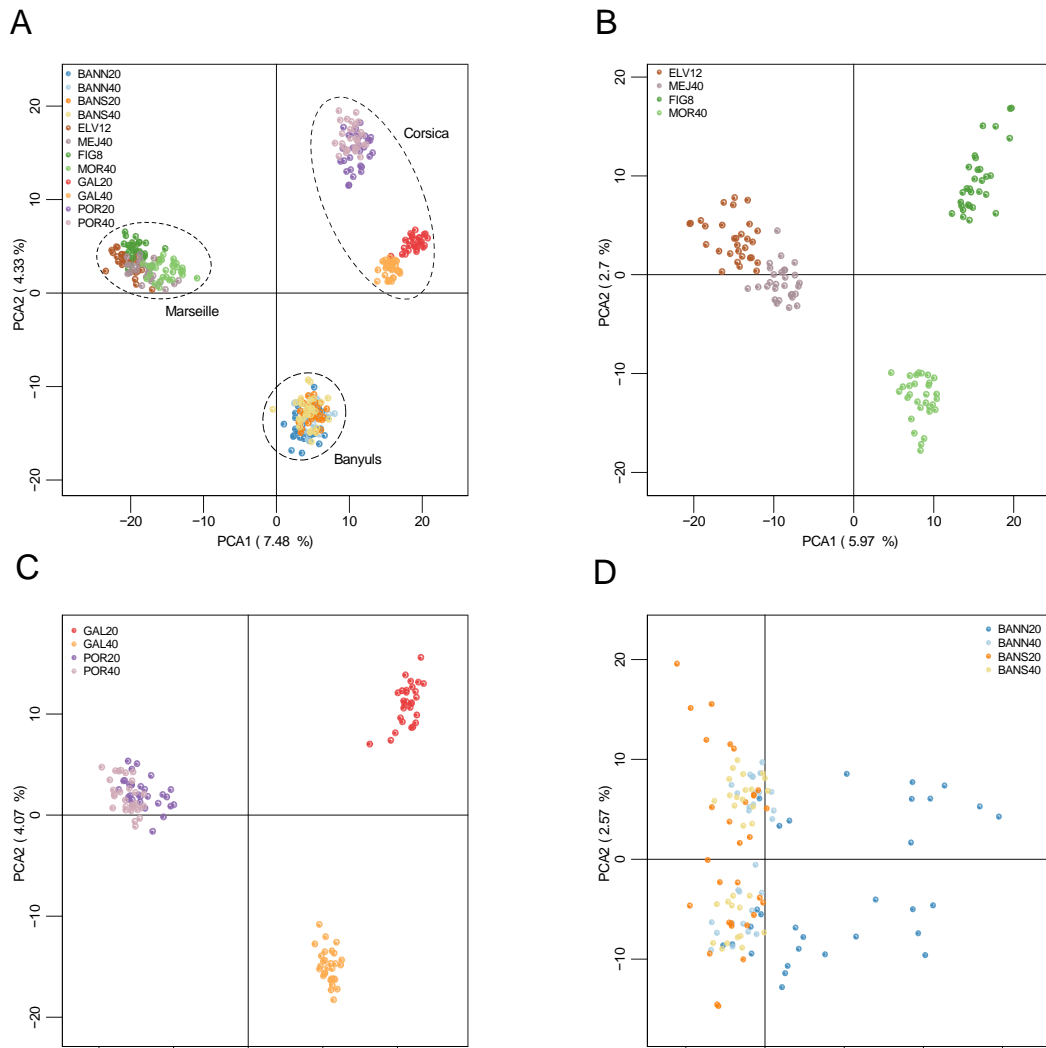 A
BANN20
BANN40
BANS20
BANS40
ELV12
MEJ40
FIG8
MOR40
GAL20
GAL40
POR20
POR40
Corsica
Marseille
Banyuls
20
10
0
−10
−20
PCA2 ( 4.33 %)
−20
−10
0
10
20
PCA1 ( 7.48 %)
B
ELV12
MEJ40
FIG8
MOR40
20
10
0
−10
−20
PCA2 ( 2.7 %)
−20
−10
0
10
20
PCA1 ( 5.97 %)
C
GAL20
GAL40
POR20
POR40
10
0
−10
−20
PCA2 ( 4.07 %)
D
BANN20
BANN40
BANS20
BANS40
20
10
0
−10
PCA2 ( 2.57 %)